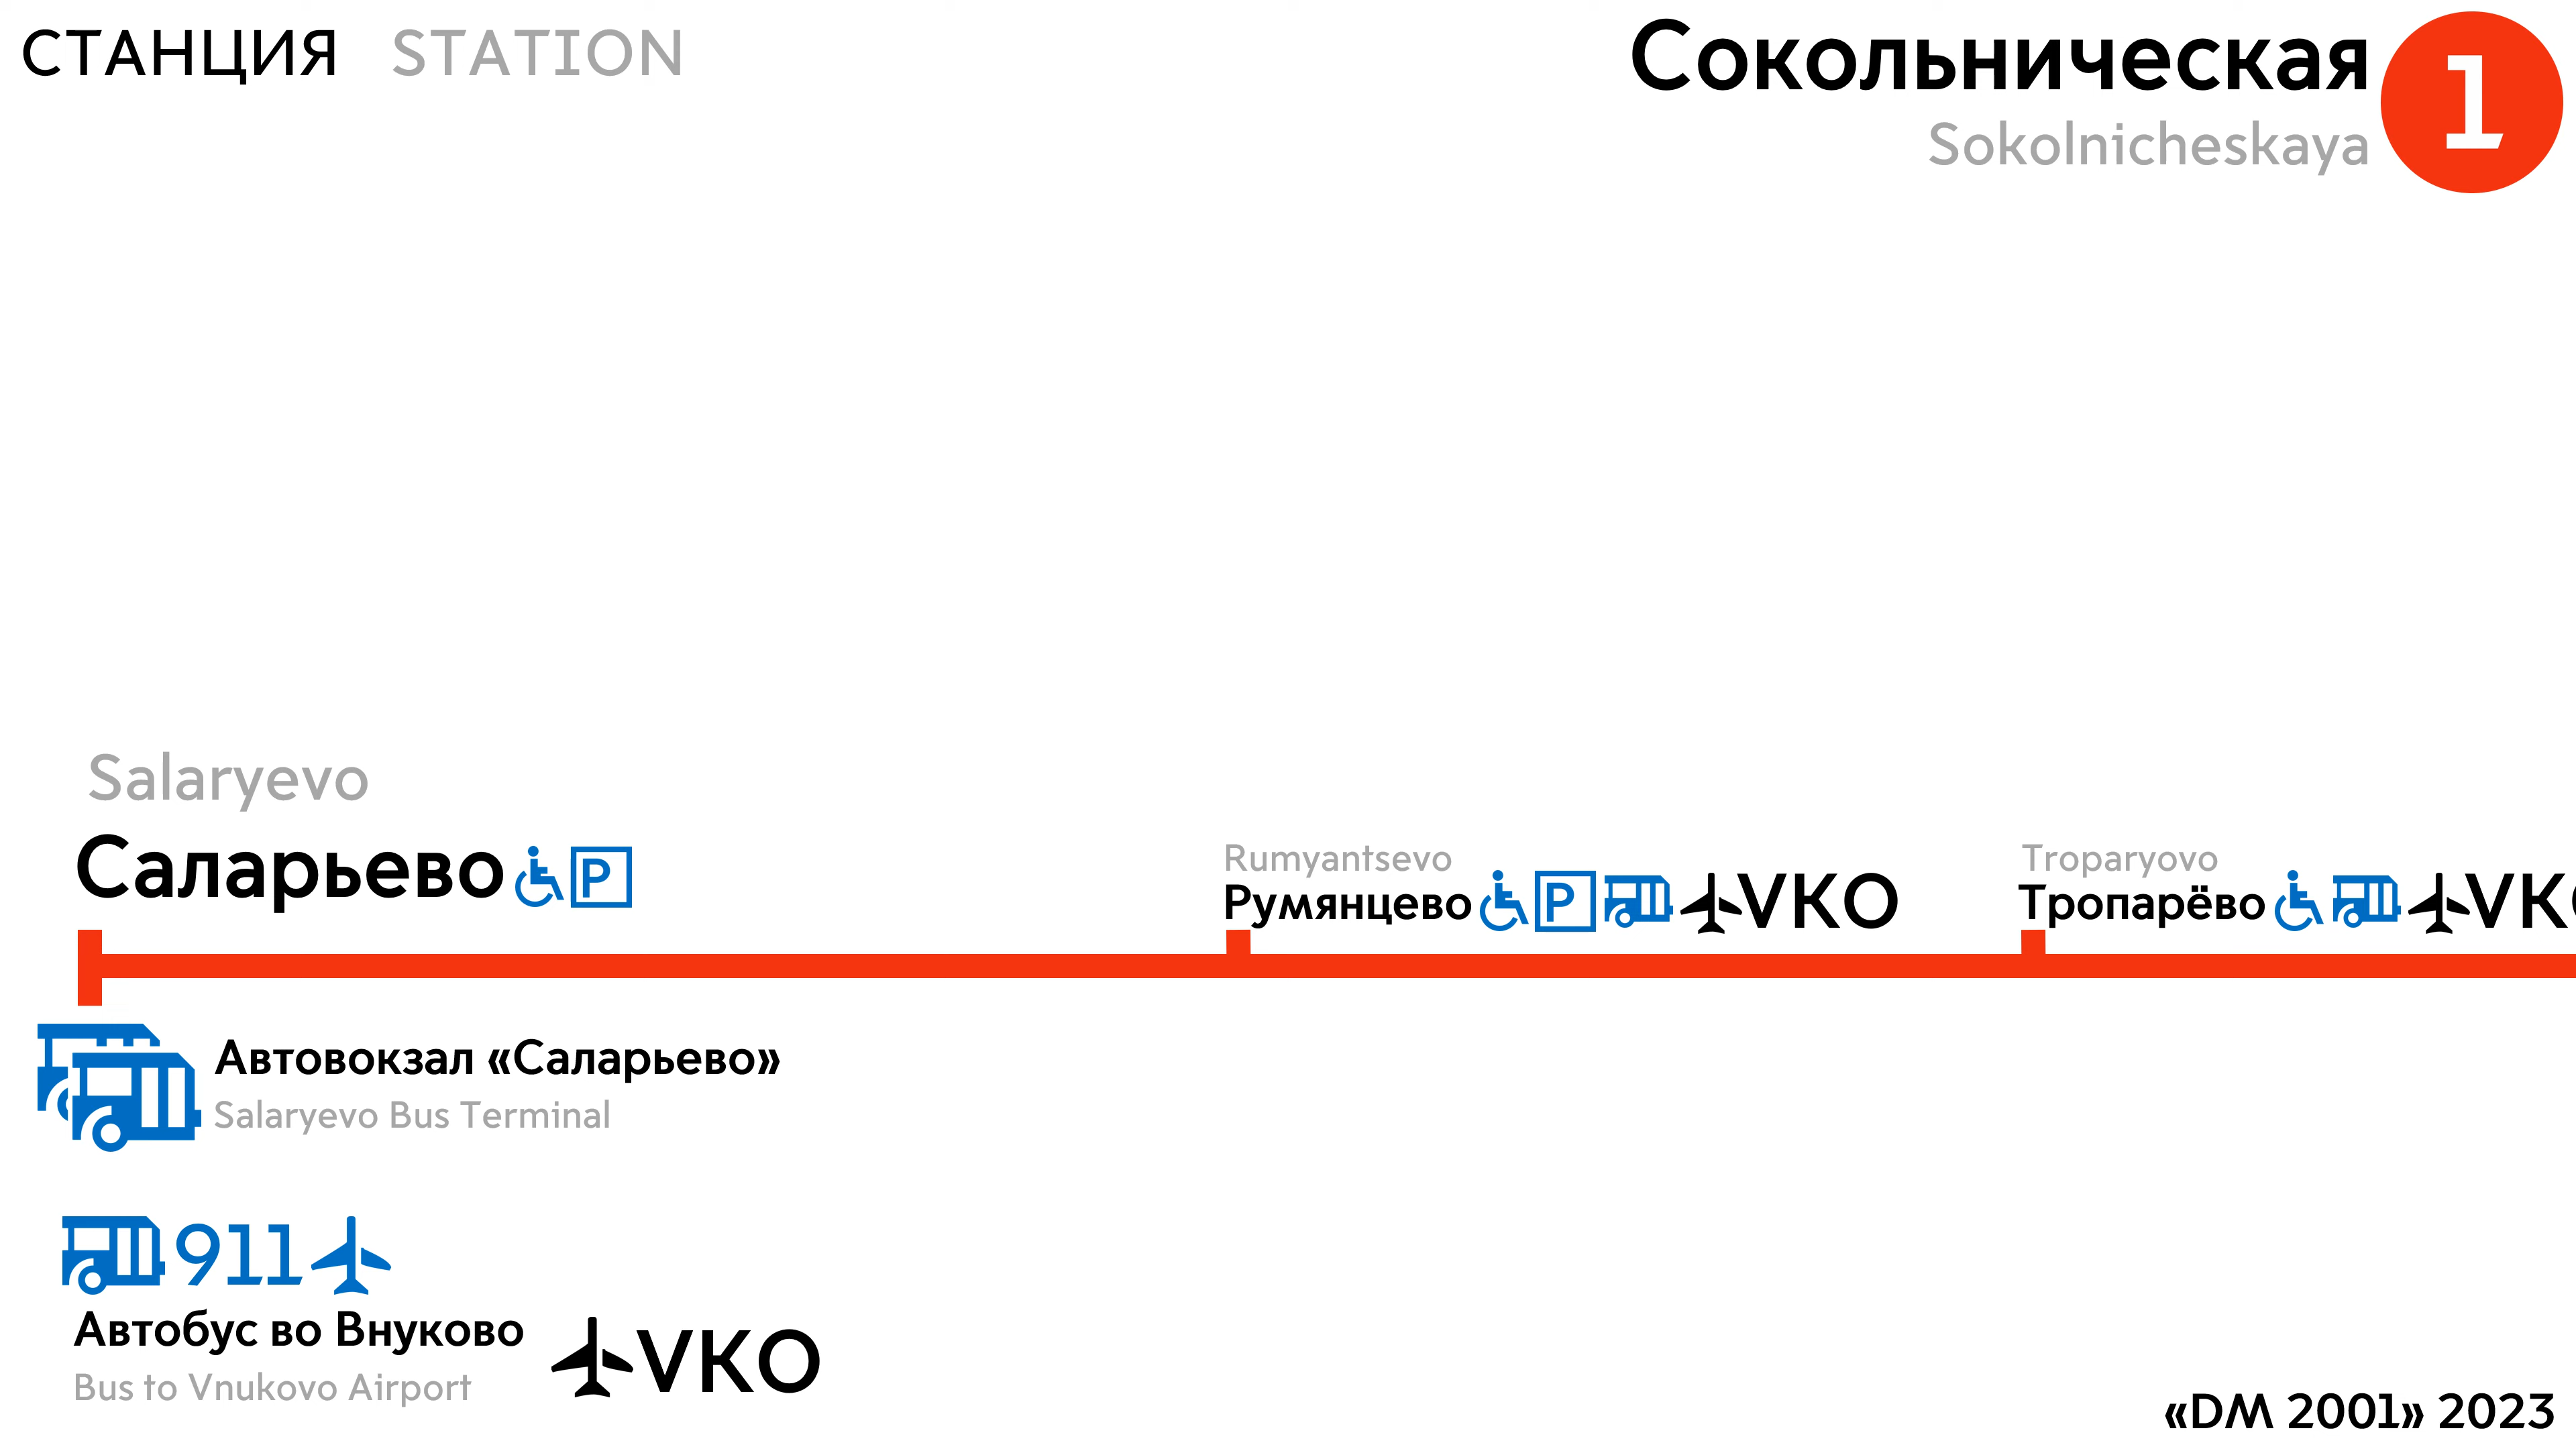 СТАНЦИЯ STATION
Сокольническая 1
Sokolnicheskaya
Salaryevo
Саларьево P
Rumyantsevo
Румянцево P VKO
Troparyovo
Тропарёво VKO
Автовокзал «Саларьево»
Salaryevo Bus Terminal
911
Автобус во Внуково
Bus to Vnukovo Airport
VKO
«DM 2001» 2023